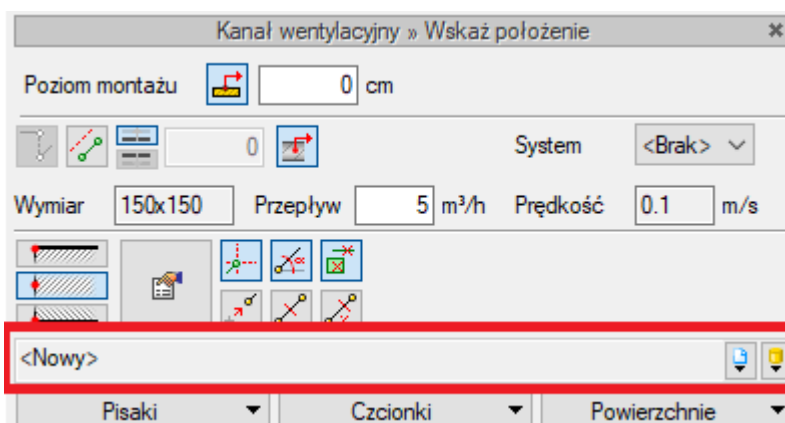 Kanał wentylacyjny » Wskaż położenie
Poziom montażu 0 cm
0 System <Brak>
Wymiar 150x150 Przepływ 5 m³/h Prędkość 0.1 m/s
<Nowy>
Pisaki Czcionki Powierzchnie